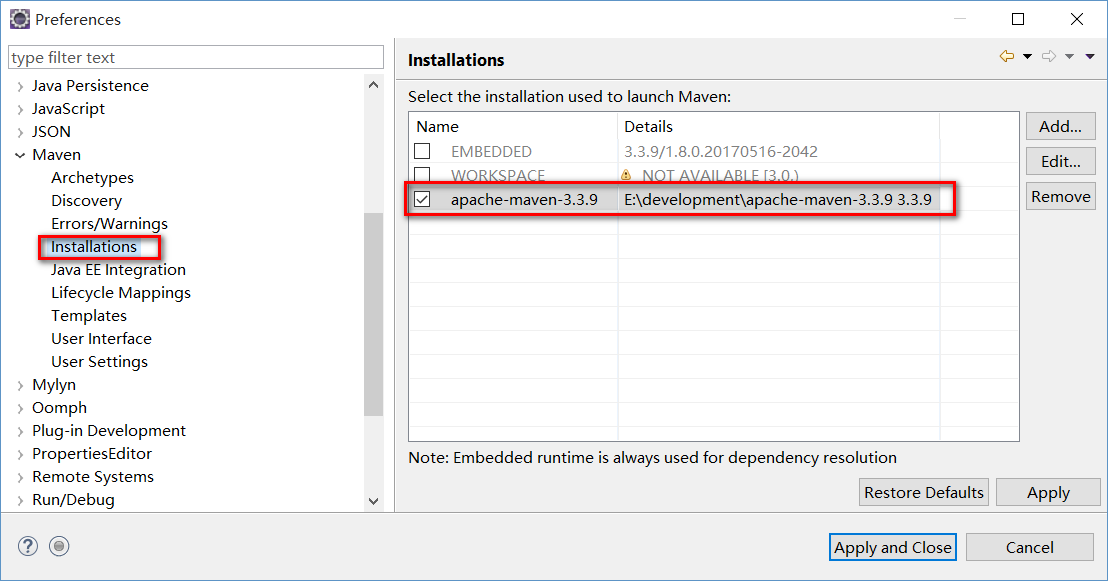 Preferences
type filter text
Java Persistence
JavaScript
JSON
Maven
Archetypes
Discovery
Errors/Warnings
Installations
Java EE Integration
Lifecycle Mappings
Templates
User Interface
User Settings
Mylyn
Oomph
Plug-in Development
PropertiesEditor
Remote Systems
Run/Debug
Installations
Select the installation used to launch Maven:
Name Details
EMBEDDED 3.3.9/1.8.0.20170516-2042
WORKSPACE NOT AVAILABLE [3.0,)
apache-maven-3.3.9 E:\development\apache-maven-3.3.9 3.3.9
Add...
Edit...
Remove
Note: Embedded runtime is always used for dependency resolution
Restore Defaults Apply
Apply and Close Cancel